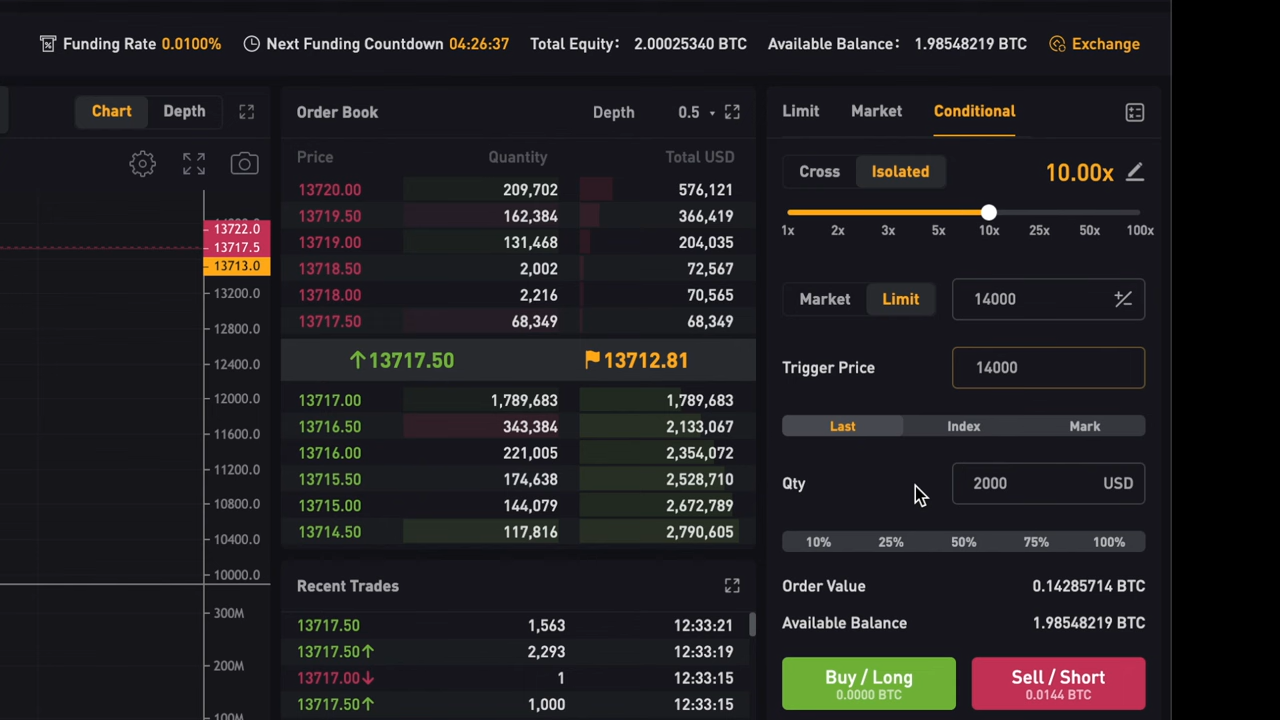 Funding Rate 0.0100% Next Funding Countdown 04:26:37 Total Equity: 2.00025340 BTC Available Balance: 1.98548219 BTC Exchange
Chart Depth
13722.0
13717.5
13713.0
13200.0
12800.0
12400.0
12000.0
11600.0
11200.0
10800.0
10400.0
10000.0
300M
200M
100M
Order Book Depth 0.5
Price Quantity Total USD
13720.00 209,702 576,121
13719.50 162,384 366,419
13719.00 131,468 204,035
13718.50 2,002 72,567
13718.00 2,216 70,565
13717.50 68,349 68,349
↑13717.50 13712.81
13717.00 1,789,683 1,789,683
13716.50 343,384 2,133,067
13716.00 221,005 2,354,072
13715.50 174,638 2,528,710
13715.00 144,079 2,672,789
13714.50 117,816 2,790,605
Recent Trades
13717.50 1,563 12:33:21
13717.50↑ 2,293 12:33:19
13717.00↓ 1 12:33:15
13717.50↑ 1,000 12:33:15
Limit Market Conditional
Cross Isolated 10.00x
1x 2x 3x 5x 10x 25x 50x 100x
Market Limit 14000
Trigger Price 14000
Last Index Mark
Qty 2000 USD
10% 25% 50% 75% 100%
Order Value 0.14285714 BTC
Available Balance 1.98548219 BTC
Buy / Long Sell / Short
0.0000 BTC 0.0144 BTC